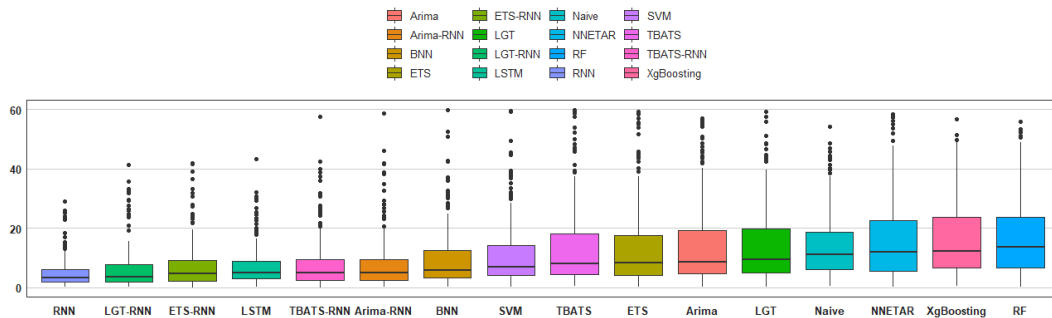 Arima ETS-RNN Naive SVM
Arima-RNN LGT NNETAR TBATS
BNN LGT-RNN RF TBATS-RNN
ETS LSTM RNN XgBoosting
60
40
20
0
RNN LGT-RNN ETS-RNN LSTM TBATS-RNN Arima-RNN BNN SVM TBATS ETS Arima LGT Naive NNETAR XgBoosting RF